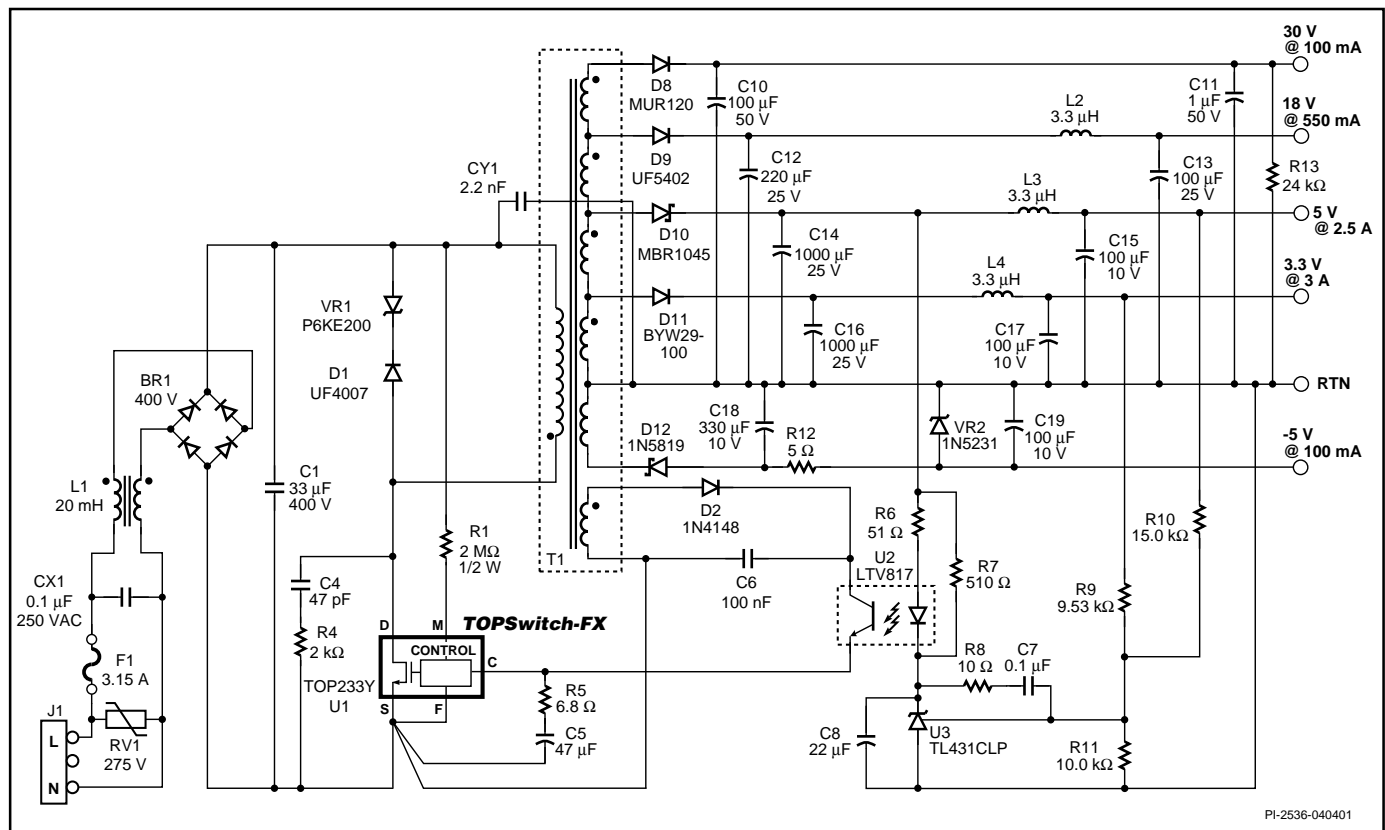 30 V
@ 100 mA
D8
MUR120
C10
100 µF
50 V
C11
1 µF
50 V
L2
3.3 µH
18 V
@ 550 mA
D9
UF5402
C12
220 µF
25 V
C13
100 µF
25 V
R13
24 kΩ
CY1
2.2 nF
L3
3.3 µH
5 V
@ 2.5 A
D10
MBR1045
C14
1000 µF
25 V
C15
100 µF
10 V
L4
3.3 µH
3.3 V
@ 3 A
VR1
P6KE200
D11
BYW29-
100
C16
1000 µF
25 V
C17
100 µF
10 V
D1
UF4007
BR1
400 V
RTN
C18
330 µF
10 V
D12
1N5819
R12
5 Ω
VR2
1N5231
C19
100 µF
10 V
-5 V
@ 100 mA
C1
33 µF
400 V
L1
20 mH
D2
1N4148
R1
2 MΩ
1/2 W
T1
R6
51 Ω
R10
15.0 kΩ
U2
LTV817
R7
510 Ω
C6
100 nF
R9
9.53 kΩ
CX1
0.1 µF
250 VAC
C4
47 pF
R4
2 kΩ
TOPSwitch-FX
D
M
CONTROL
C
TOP233Y
U1
S
F
R5
6.8 Ω
C5
47 µF
R8
10 Ω
C7
0.1 µF
F1
3.15 A
J1
L
N
RV1
275 V
C8
22 µF
U3
TL431CLP
R11
10.0 kΩ
PI-2536-040401